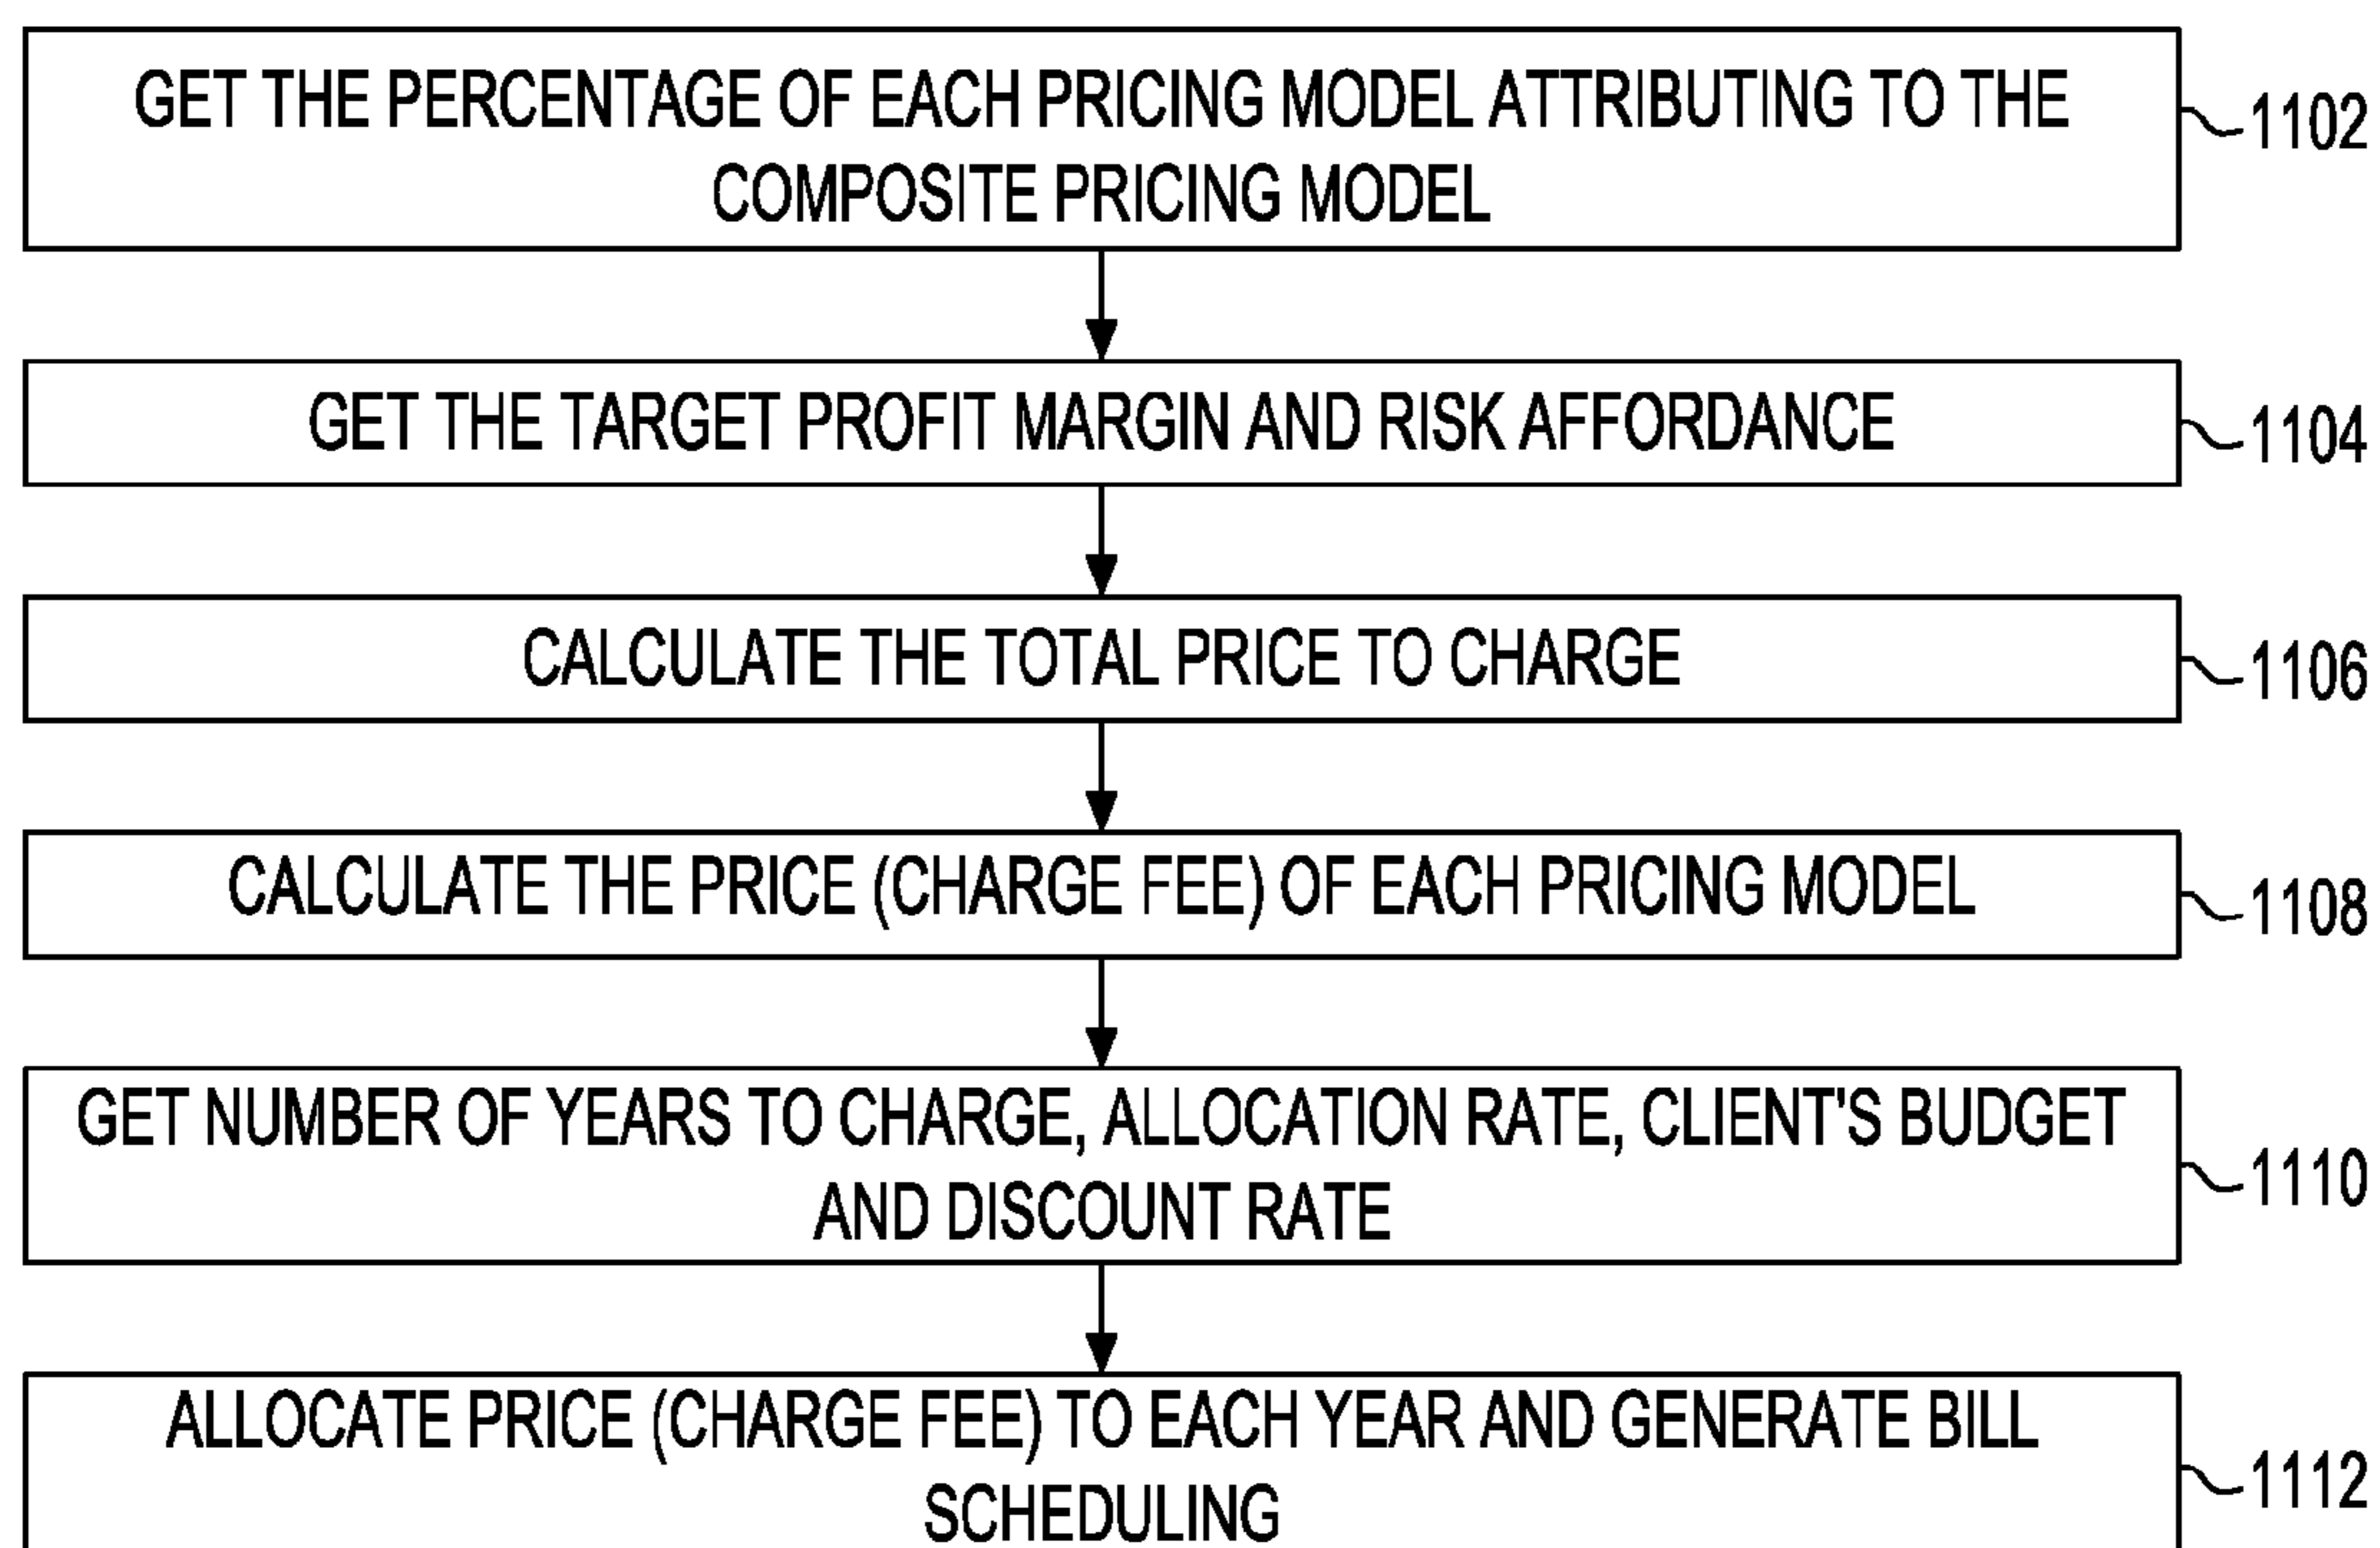 GET THE PERCENTAGE OF EACH PRICING MODEL ATTRIBUTING TO THE
COMPOSITE PRICING MODEL
1102
GET THE TARGET PROFIT MARGIN AND RISK AFFORDANCE
1104
CALCULATE THE TOTAL PRICE TO CHARGE
1106
CALCULATE THE PRICE (CHARGE FEE) OF EACH PRICING MODEL
1108
GET NUMBER OF YEARS TO CHARGE, ALLOCATION RATE, CLIENT'S BUDGET
AND DISCOUNT RATE
1110
ALLOCATE PRICE (CHARGE FEE) TO EACH YEAR AND GENERATE BILL
SCHEDULING
1112